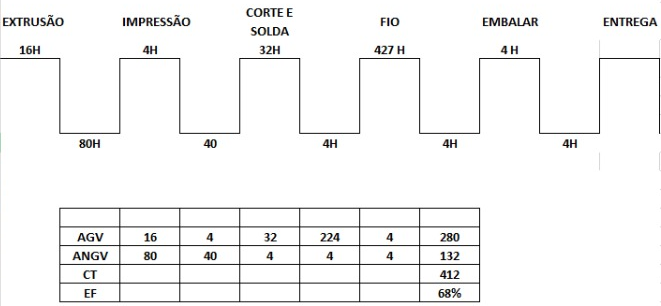 EXTRUSÃO IMPRESSÃO CORTE E SOLDA FIO EMBALAR ENTREGA
16H 4H 32H 427 H 4 H
80H 40 4H 4H 4H
AGV 16 4 32 224 4 280
ANGV 80 40 4 4 4 132
CT 412
EF 68%